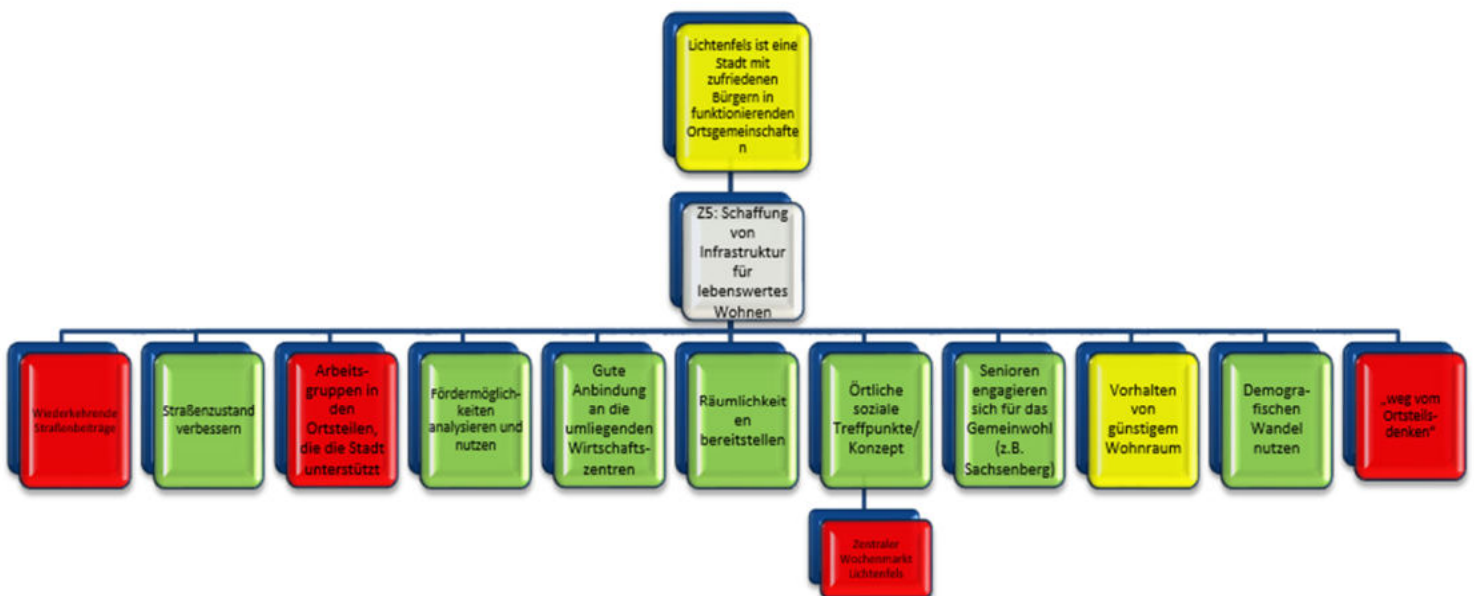 Lichtenfels ist eine
Stadt mit
zufriedenen
Bürgern in
funktionierenden
Ortsgemeinschafte
n
Z5: Schaffung
von
Infrastruktur
für
lebenswertes
Wohnen
Wiederkehrende
Straßenbeiträge
Straßenzustand
verbessern
Arbeits-
gruppen in
den
Ortsteilen,
die die Stadt
unterstützt
Fördermöglich-
keiten
analysieren und
nutzen
Gute
Anbindung
an die
umliegenden
Wirtschafts-
zentren
Räumlichkeit
en
bereitstellen
Örtliche
soziale
Treffpunkte/
Konzept
Senioren
engagieren
sich für das
Gemeinwohl
(z.B.
Sachsenberg)
Vorhalten
von
günstigem
Wohnraum
Demogra-
fischen
Wandel
nutzen
„weg vom
Ortsteils-
denken“
Zentraler
Wochenmarkt
Lichtenfels